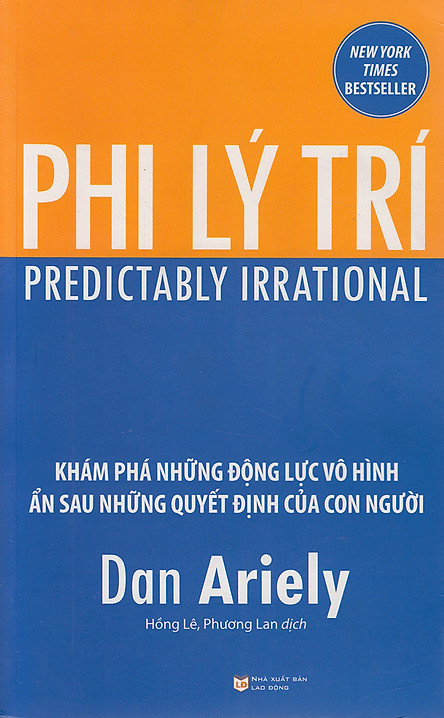 NEW YORK
TIMES
BESTSELLER
PHI LÝ TRÍ
PREDICTABLY IRRATIONAL
KHÁM PHÁ NHỮNG ĐỘNG LỰC VÔ HÌNH
ẨN SAU NHỮNG QUYẾT ĐỊNH CỦA CON NGƯỜI
Dan Ariely
Hồng Lê, Phương Lan dịch
LĐ
NHÀ XUẤT BẢN
LAO ĐỘNG